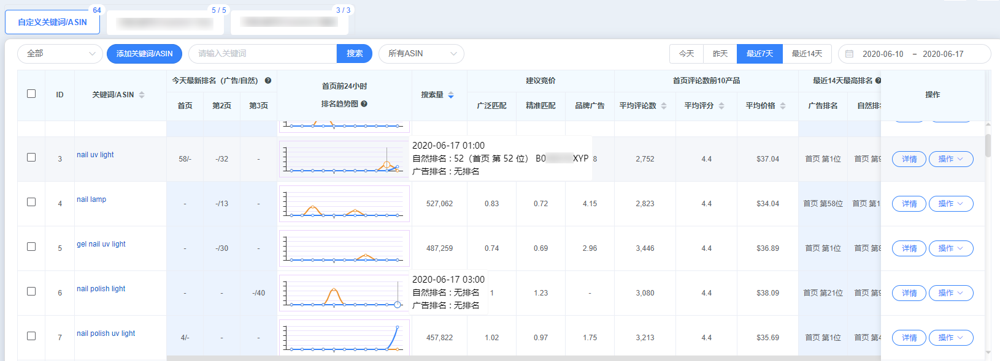 64
5 / 5
3 / 3
自定义关键词/ASIN
全部
添加关键词/ASIN
请输入关键词
搜索
所有ASIN
今天
昨天
最近7天
最近14天
2020-06-10 – 2020-06-17
ID
关键词/ASIN
今天最新排名（广告/自然）
首页
第2页
第3页
首页前24小时
排名趋势图
搜索量
建议竞价
广泛匹配
精准匹配
品牌广告
首页评论数前10产品
平均评论数
平均评分
平均价格
最近14天最高排名
广告排名
自然排
操作
3
nail uv light
58/-
-/32
-
2020-06-17 01:00
自然排名：52（首页 第 52 位） B0 XYP
广告排名：无排名
8
2,752
4.4
$37.04
首页 第1位
首页 第9
详情
操作
4
nail lamp
-
-/13
-
527,062
0.83
0.72
4.15
2,823
4.4
$34.04
首页 第58位
首页 第1
详情
操作
5
gel nail uv light
-
-/30
-
487,259
0.74
0.69
2.96
3,446
4.4
$36.89
首页 第1位
首页 第8
详情
操作
6
nail polish light
-
-
-/40
2020-06-17 03:00
自然排名：无排名
广告排名：无排名
1
1.23
-
3,080
4.4
$38.09
首页 第21位
首页 第9
详情
操作
7
nail polish uv light
4/-
-
-
457,822
1.02
0.97
1.75
3,213
4.4
$35.69
首页 第1位
首页 第4
详情
操作